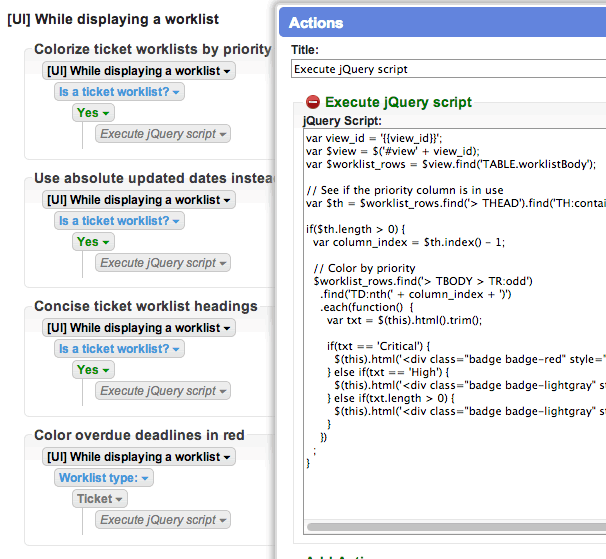 [UI] While displaying a worklist
Colorize ticket worklists by priority
[UI] While displaying a worklist
Is a ticket worklist?
Yes
Execute jQuery script
Use absolute updated dates instea
[UI] While displaying a worklist
Is a ticket worklist?
Yes
Execute jQuery script
Concise ticket worklist headings
[UI] While displaying a worklist
Is a ticket worklist?
Yes
Execute jQuery script
Color overdue deadlines in red
[UI] While displaying a worklist
Worklist type:
Ticket
Execute jQuery script
Actions
Title:
Execute jQuery script
Execute jQuery script
jQuery Script:
var view_id = '{{view_id}}';
var $view = $('#view' + view_id);
var $worklist_rows = $view.find('TABLE.worklistBody');
// See if the priority column is in use
var $th = $worklist_rows.find('> THEAD').find('TH:contai
if($th.length > 0) {
var column_index = $th.index() - 1;
// Color by priority
$worklist_rows.find('> TBODY > TR:odd')
.find('TD:nth(' + column_index + ')')
.each(function() {
var txt = $(this).html().trim();
if(txt == 'Critical') {
$(this).html('<div class="badge badge-red" style="
} else if(txt == 'High') {
$(this).html('<div class="badge badge-lightgray" st
} else if(txt.length > 0) {
$(this).html('<div class="badge badge-lightgray" st
}
})
;
}